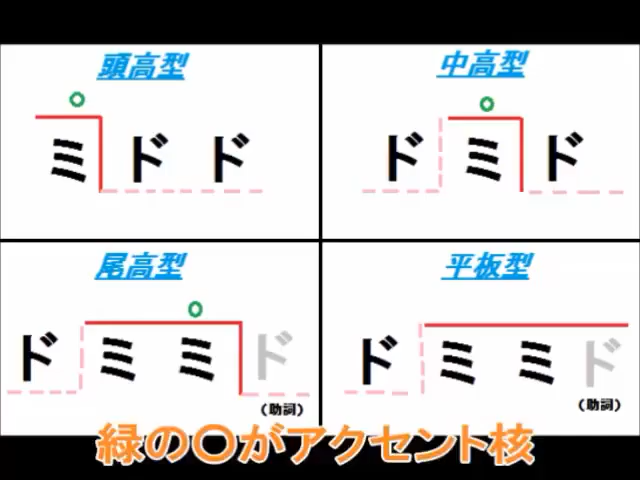 頭高型
ミドド
中高型
ドミド
尾高型
ドミミド
（助詞）
平板型
ドミミド
（助詞）
緑の〇がアクセント核